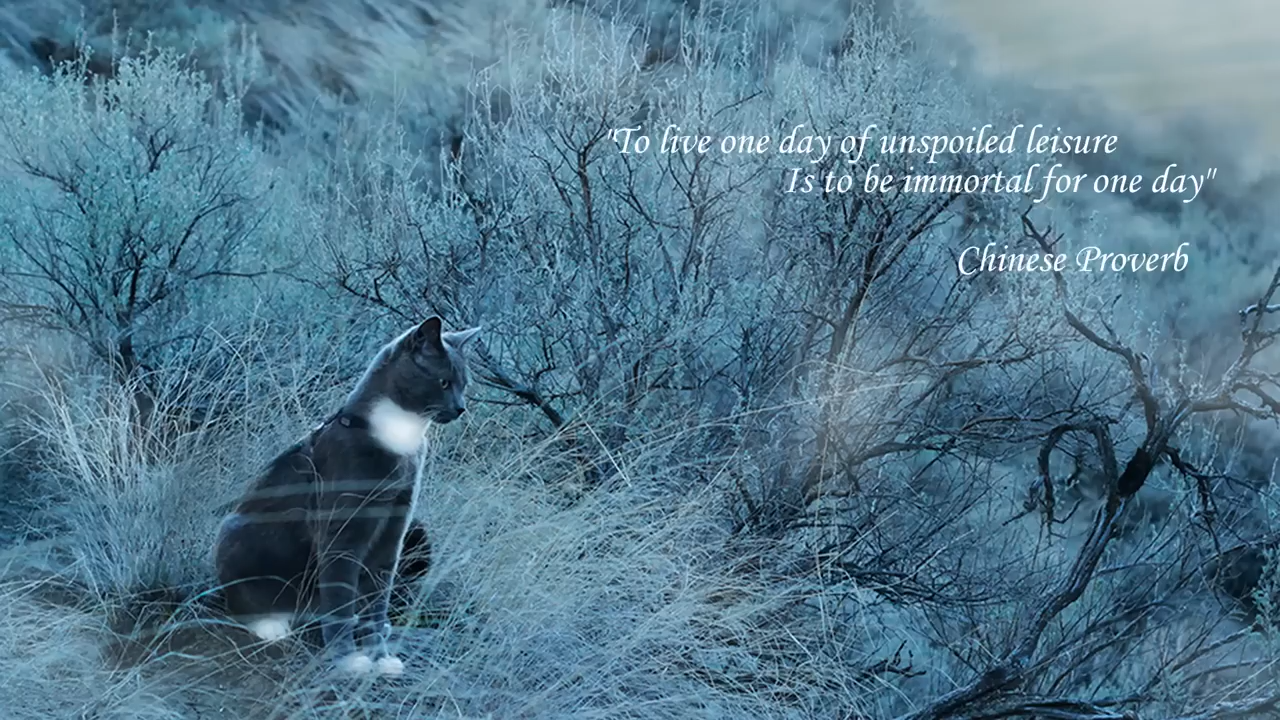 "To live one day of unspoiled leisure
Is to be immortal for one day"
Chinese Proverb